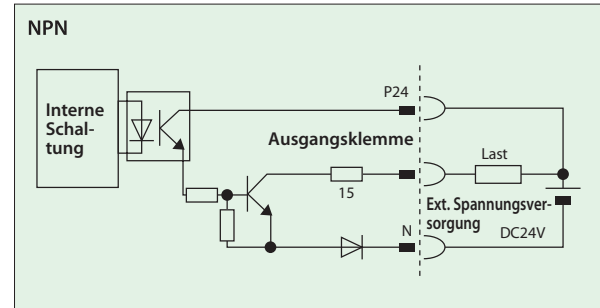 NPN
Interne
Schal-
tung
P24
Ausgangsklemme
15
Last
Ext. Spannungsver-
sorgung
DC24V
N